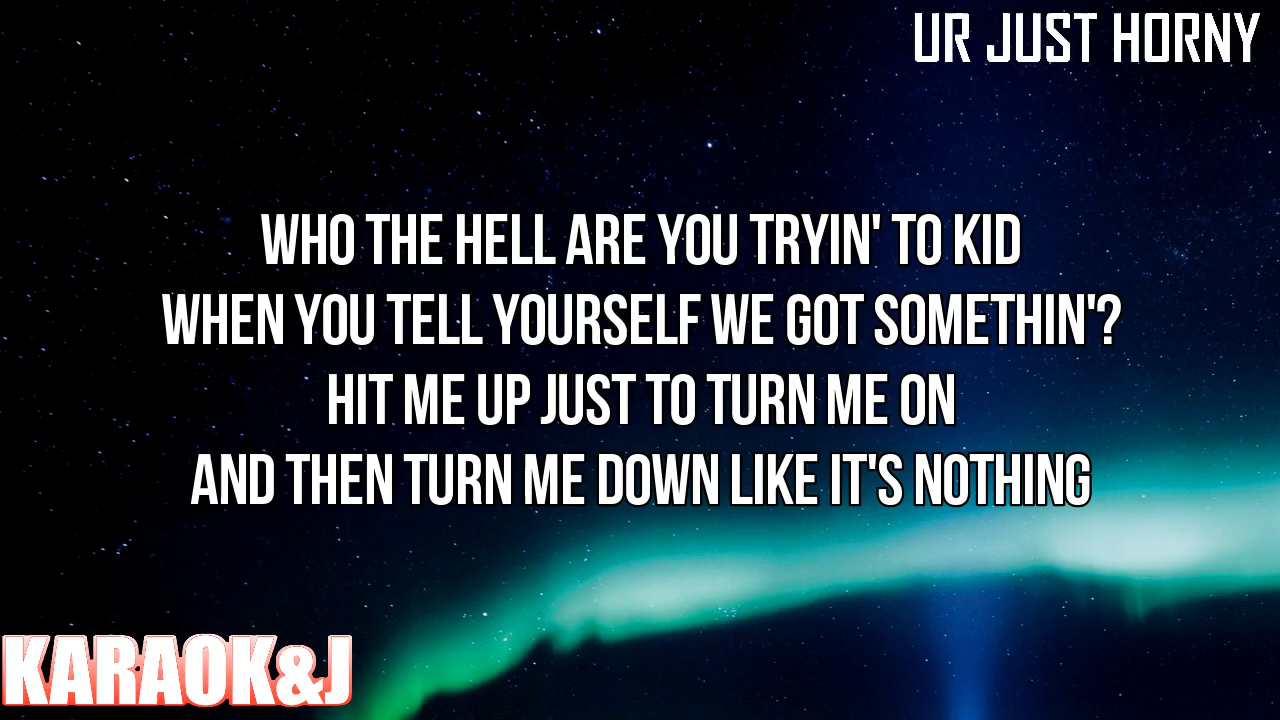 UR JUST HORNY
WHO THE HELL ARE YOU TRYIN' TO KID
WHEN YOU TELL YOURSELF WE GOT SOMETHIN'?
HIT ME UP JUST TO TURN ME ON
AND THEN TURN ME DOWN LIKE IT'S NOTHING
KARAOK&J